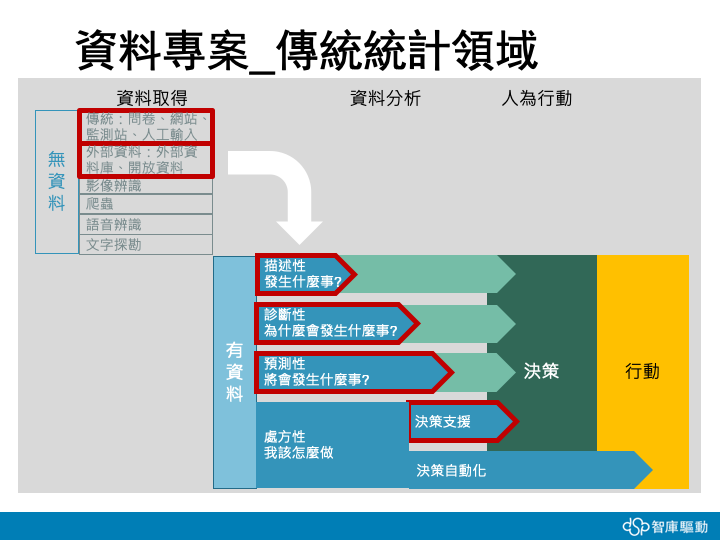 資料專案_傳統統計領域
資料取得
資料分析
人為行動
無
資
料
傳統：問卷、網站、
監測站、人工輸入
外部資料：外部資
料庫、開放資料
影像辨識
爬蟲
語音辨識
文字探勘
有
資
料
描述性
發生什麼事?
診斷性
為什麼會發生什麼事?
預測性
將會發生什麼事?
處方性
我該怎麼做
決策支援
決策自動化
決策
行動
dsp智庫驅動